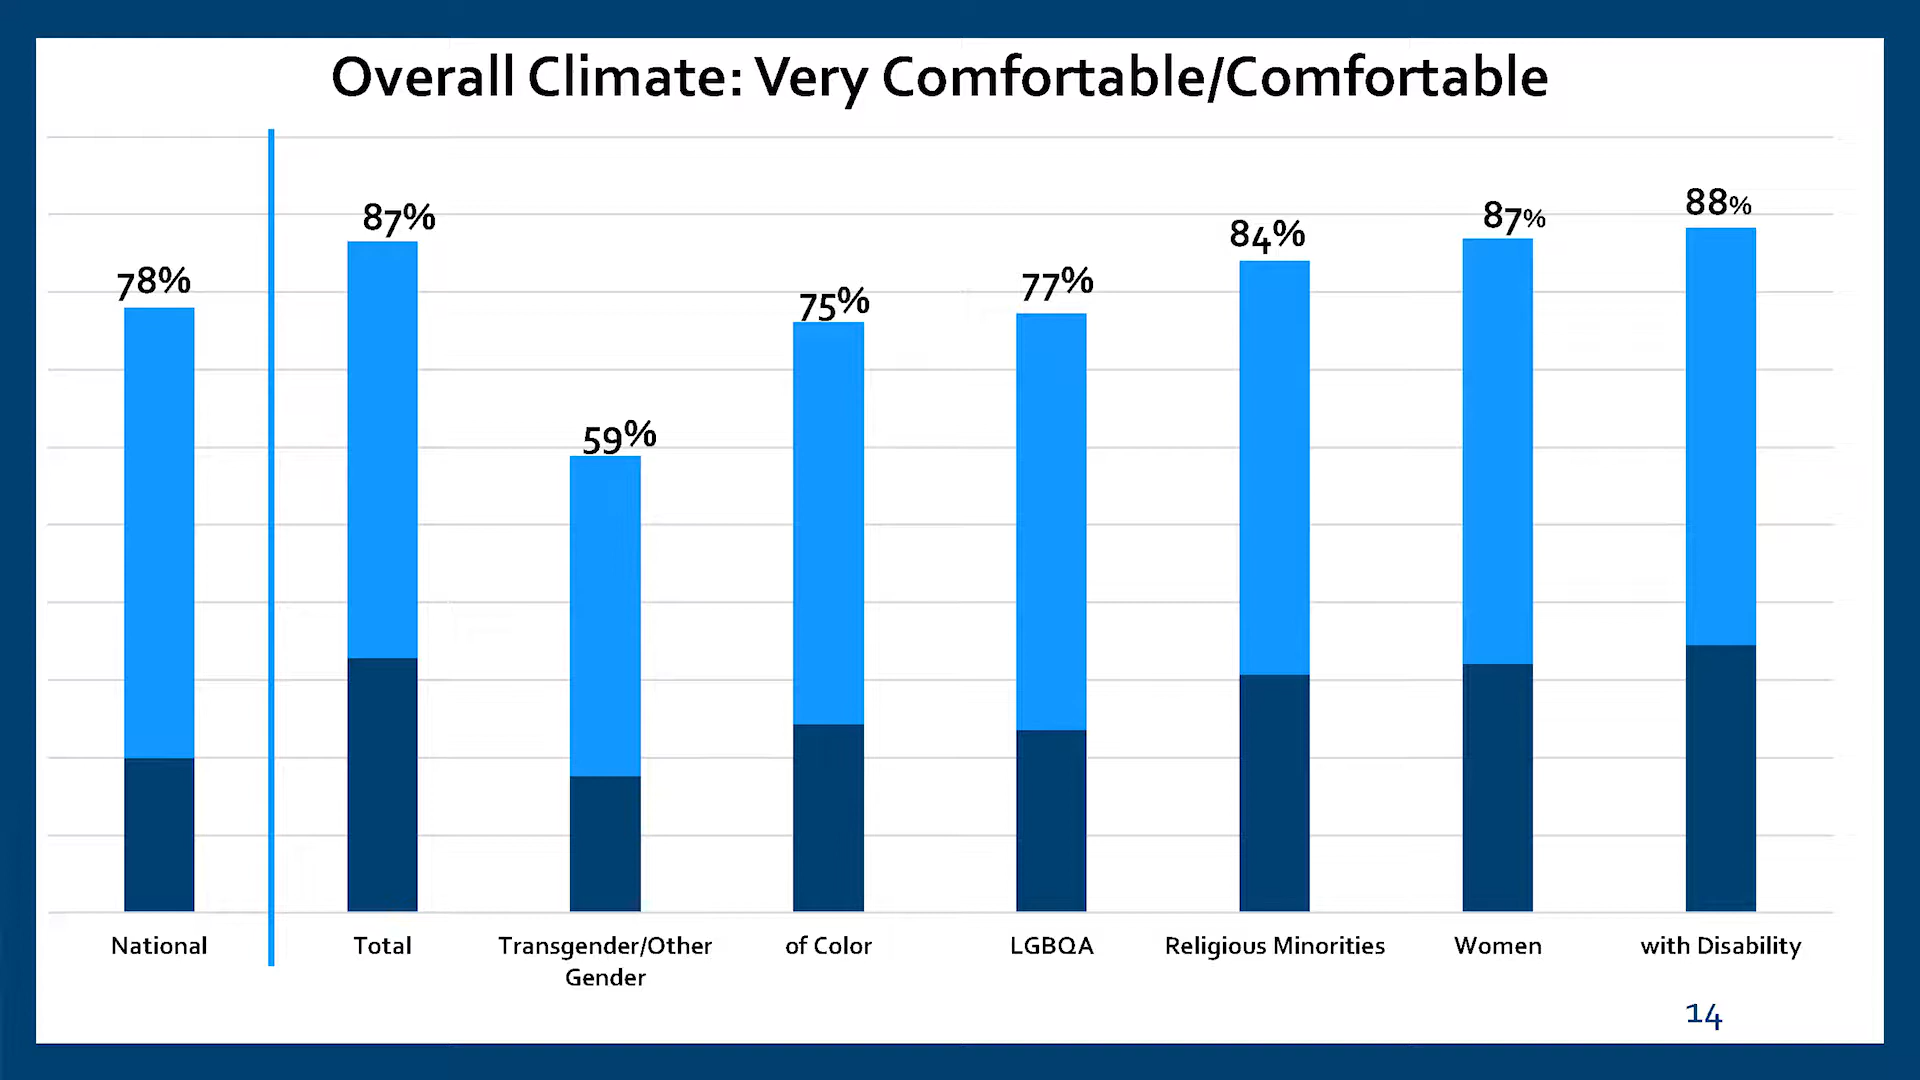 Overall Climate: Very Comfortable/Comfortable
78%
87%
59%
75%
77%
84%
87%
88%
National
Total
Transgender/Other
Gender
of Color
LGBQA
Religious Minorities
Women
with Disability
14